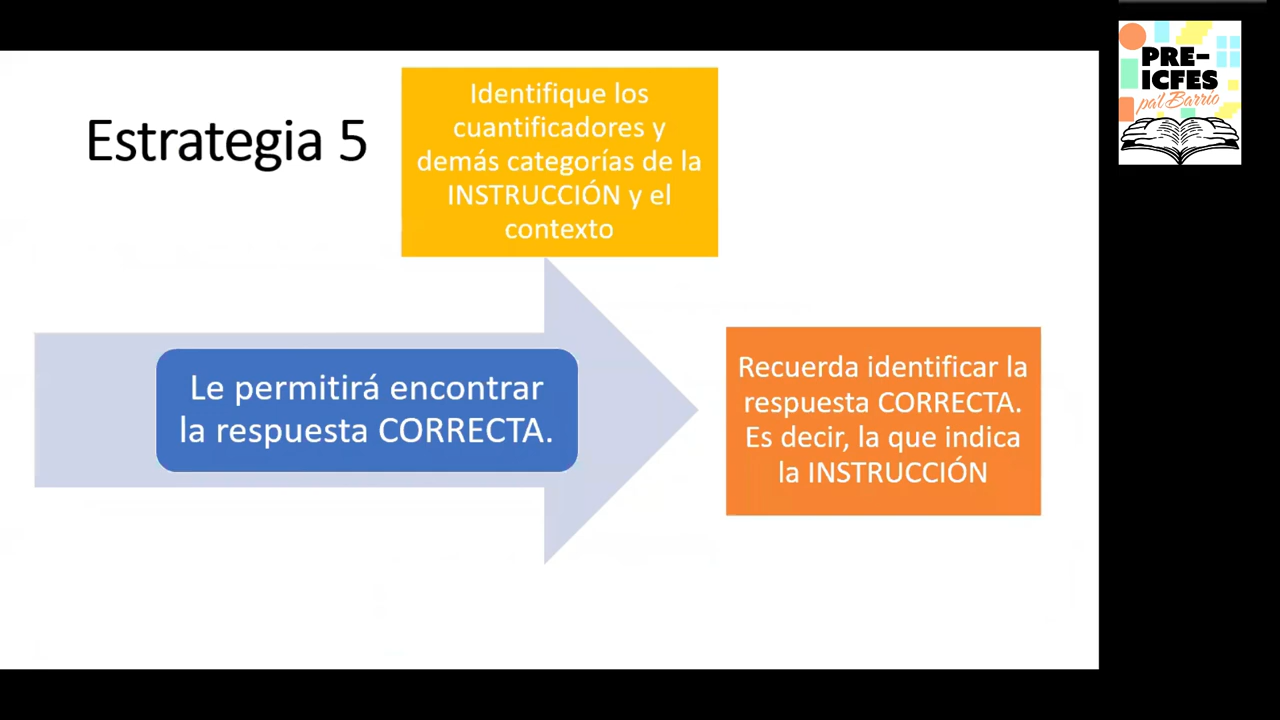 Estrategia 5
Identifique los
cuantificadores y
demás categorías de la
INSTRUCCIÓN y el
contexto
Le permitirá encontrar
la respuesta CORRECTA.
Recuerda identificar la
respuesta CORRECTA.
Es decir, la que indica
la INSTRUCCIÓN
PRE-
ICFES
pa'l Barrio